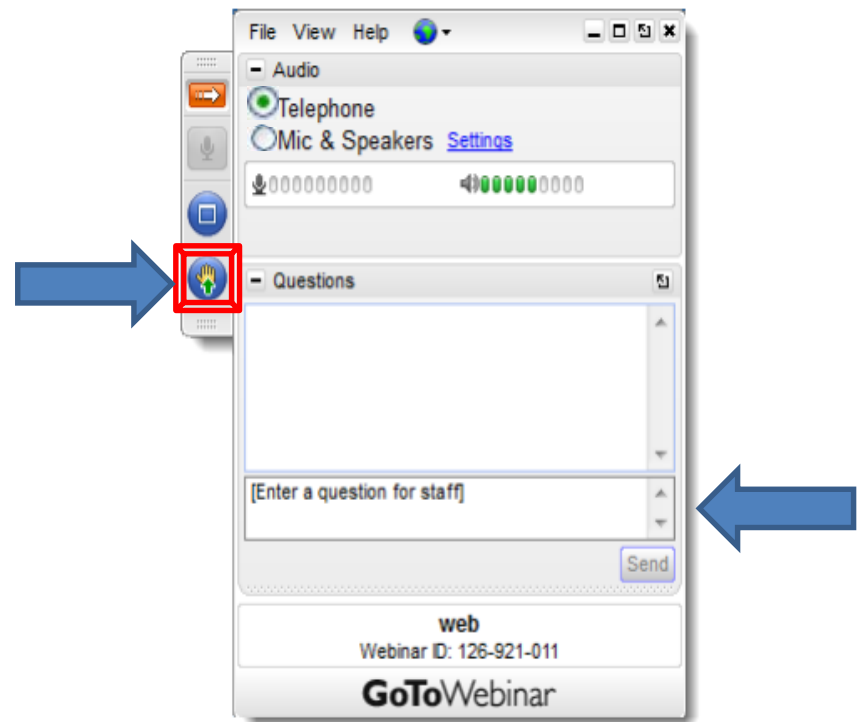 File View Help
Audio
Telephone
Mic & Speakers Settings
Questions
[Enter a question for staff]
Send
web
Webinar ID: 126-921-011
GoToWebinar